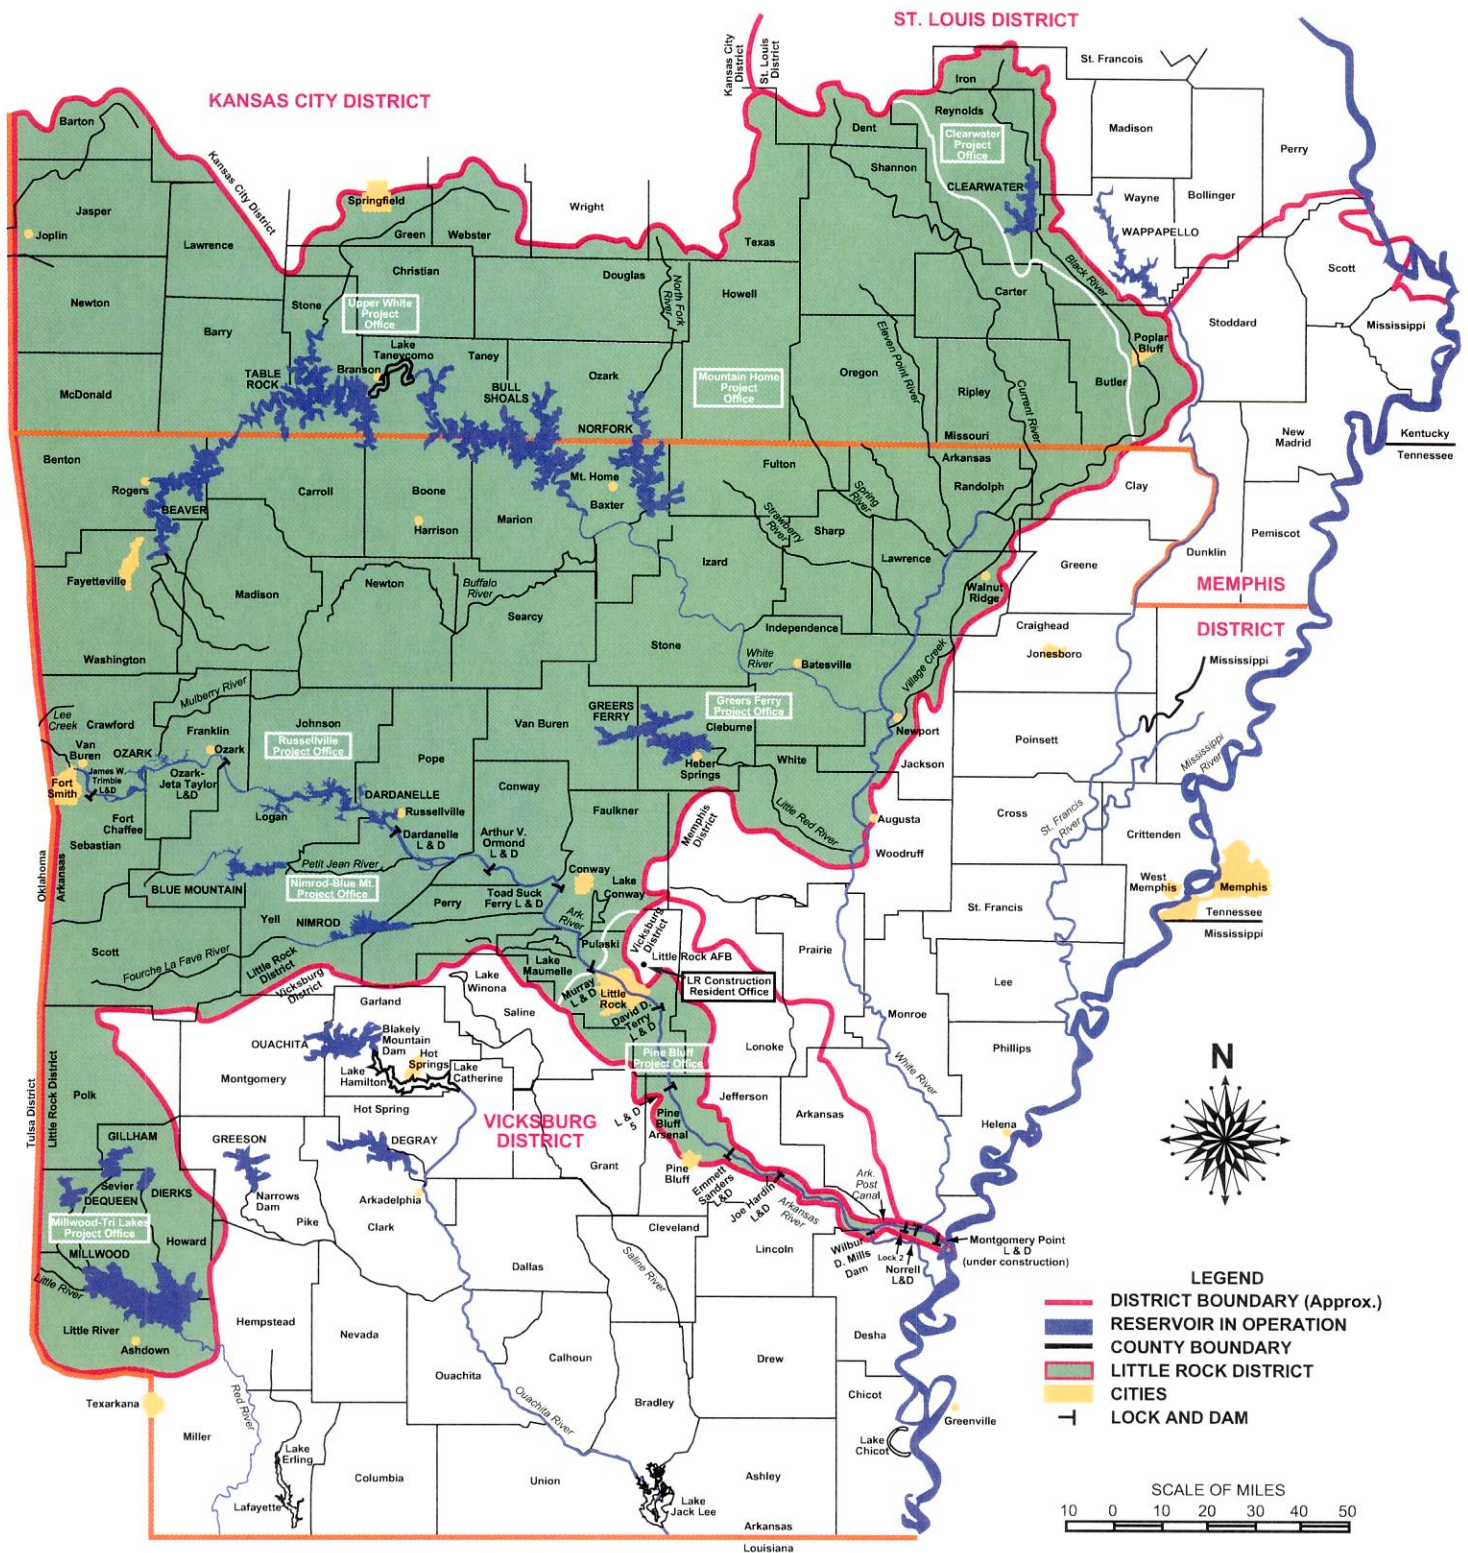 ST. LOUIS DISTRICT
KANSAS CITY DISTRICT
Kansas City
District
St. Louis
District
Kansas City District
St. Francois
Iron
Reynolds
Madison
Perry
Barton
Dent
Clearwater
Project
Office
Shannon
CLEARWATER
Wayne
Bollinger
WAPPAPELLO
Jasper
Joplin
Lawrence
Springfield
Green
Webster
Wright
Texas
Scott
Newton
Christian
Stone
Douglas
North Fork
River
Howell
Carter
Black River
Stoddard
Mississippi
Upper White
Project
Office
Barry
Lake
Taneycomo
Taney
Poplar
Bluff
Eleven Point River
McDonald
TABLE
ROCK
Branson
BULL
SHOALS
Ozark
Mountain Home
Project
Office
Oregon
Ripley
Current River
Butler
NORFORK
Missouri
Arkansas
New
Madrid
Kentucky
Tennessee
Benton
Rogers
BEAVER
Carroll
Boone
Harrison
Marion
Mt. Home
Baxter
Fulton
Spring
River
Strawberry
River
Sharp
Randolph
Clay
Pemiscot
Dunklin
Fayetteville
Madison
Newton
Buffalo
River
Searcy
Izard
Lawrence
Walnut
Ridge
Greene
MEMPHIS
DISTRICT
Washington
Stone
Independence
White
River
Batesville
Village Creek
Craighead
Jonesboro
Mississippi
Mulberry River
Lee
Creek
Crawford
Franklin
Johnson
Russellville
Project Office
Van Buren
GREERS
FERRY
Greers Ferry
Project Office
Cleburne
Newport
Poinsett
Mississippi
River
Van
Buren
OZARK
Ozark
James W.
Trimble
L&D
Ozark-
Jeta Taylor
L&D
Pope
Heber
Springs
White
Jackson
Fort
Smith
Fort
Chaffee
Logan
DARDANELLE
Russellville
Dardanelle
L & D
Conway
Faulkner
Memphis
District
Little Red River
Augusta
Cross
St. Francis
River
Crittenden
Sebastian
Arthur V.
Ormond
L & D
Woodruff
Oklahoma
Arkansas
BLUE MOUNTAIN
Petit Jean River
Nimrod-Blue Mt.
Project Office
Perry
Toad Suck
Ferry L & D
Conway
Lake
Conway
West
Memphis
Memphis
Tennessee
Mississippi
St. Francis
Yell
NIMROD
Ark.
River
Scott
Fourche La Fave River
Little Rock
District
Vicksburg
District
Pulaski
Vicksburg
District
Little Rock AFB
LR Construction
Resident Office
Prairie
Lee
Lake
Maumelle
Murray
L & D
Little
Rock
David D.
Terry
L & D
Lake
Winona
Saline
Garland
OUACHITA
Blakely
Mountain
Dam
Hot
Springs
Lake
Hamilton
Lake
Catherine
Lonoke
Monroe
Phillips
White River
Pine Bluff
Project Office
Tulsa District
Little Rock District
Polk
Montgomery
Hot Spring
VICKSBURG
DISTRICT
L & D
5
Pine
Bluff
Arsenal
Jefferson
Arkansas
Helena
N
GILLHAM
GREESON
DEGRAY
Grant
Pine
Bluff
Emmett
Sanders
L&D
Joe Hardin
L&D
Ark.
Post
Canal
Arkansas
River
Sevier
DEQUEEN
DIERKS
Narrows
Dam
Pike
Arkadelphia
Clark
Cleveland
Lincoln
Wilbur
D. Mills
Dam
Lock 2
Norrell
L&D
Montgomery Point
L & D
(under construction)
Millwood-Tri Lakes
Project Office
MILLWOOD
Howard
Little River
Dallas
Saline River
Little River
Ashdown
Hempstead
Nevada
Ouachita
Calhoun
Drew
Desha
Texarkana
Red River
Miller
Ouachita River
Bradley
Chicot
Greenville
Lake
Chicot
Lake
Erling
Lafayette
Columbia
Union
Lake
Jack Lee
Ashley
Arkansas
Louisiana
LEGEND
DISTRICT BOUNDARY (Approx.)
RESERVOIR IN OPERATION
COUNTY BOUNDARY
LITTLE ROCK DISTRICT
CITIES
LOCK AND DAM
SCALE OF MILES
10 0 10 20 30 40 50